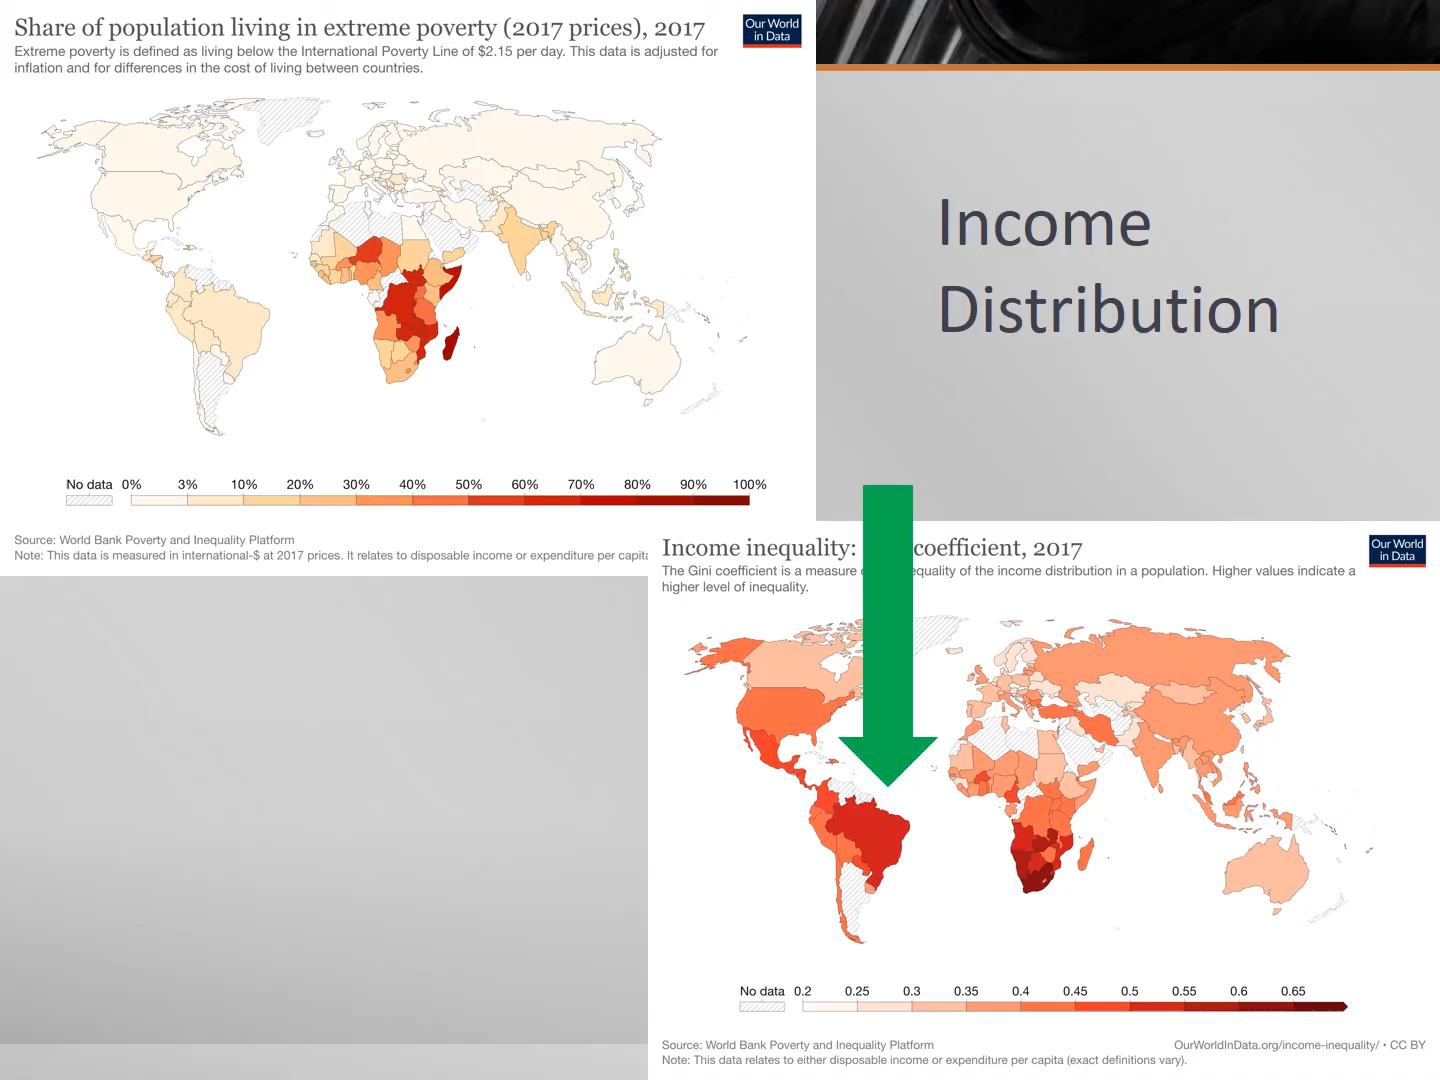 Share of population living in extreme poverty (2017 prices), 2017
Our World
in Data
Extreme poverty is defined as living below the International Poverty Line of $2.15 per day. This data is adjusted for
inflation and for differences in the cost of living between countries.
No data 0% 3% 10% 20% 30% 40% 50% 60% 70% 80% 90% 100%
Source: World Bank Poverty and Inequality Platform
Note: This data is measured in international-$ at 2017 prices. It relates to disposable income or expenditure per capita
Income
Distribution
Income inequality: coefficient, 2017
Our World
in Data
The Gini coefficient is a measure equality of the income distribution in a population. Higher values indicate a
higher level of inequality.
No data 0.2 0.25 0.3 0.35 0.4 0.45 0.5 0.55 0.6 0.65
Source: World Bank Poverty and Inequality Platform
OurWorldInData.org/income-inequality/ • CC BY
Note: This data relates to either disposable income or expenditure per capita (exact definitions vary).